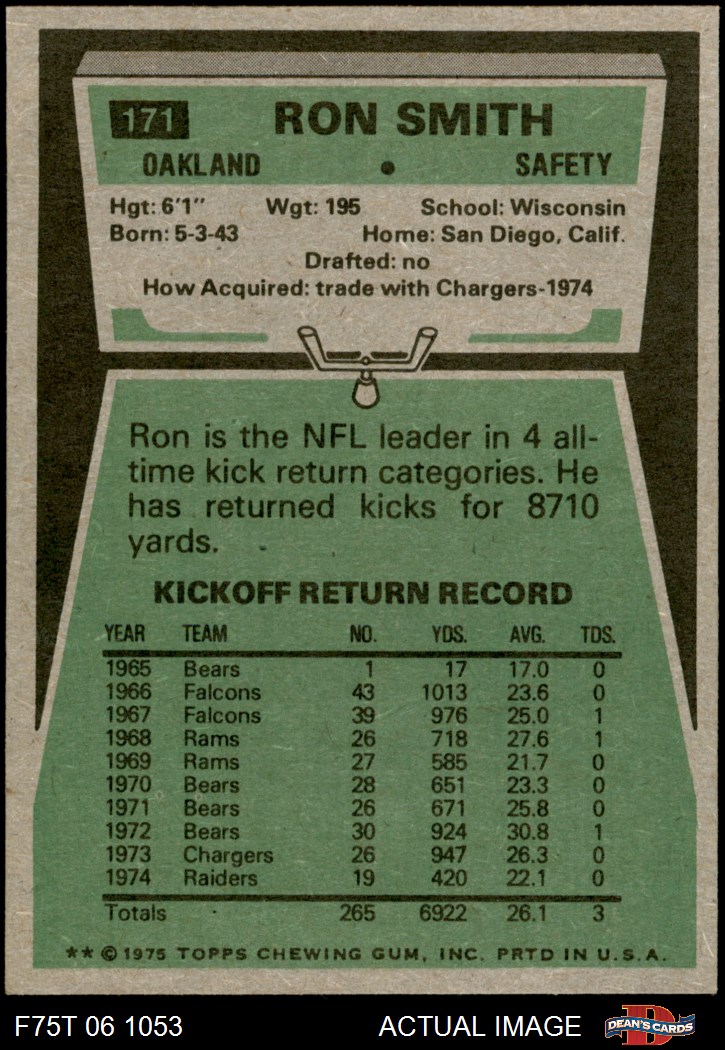 171 RON SMITH
OAKLAND • SAFETY
Hgt: 6'1" Wgt: 195 School: Wisconsin
Born: 5-3-43 Home: San Diego, Calif.
Drafted: no
How Acquired: trade with Chargers-1974
Ron is the NFL leader in 4 all-
time kick return categories. He
has returned kicks for 8710
yards.
KICKOFF RETURN RECORD
YEAR TEAM NO. YDS. AVG. TDS.
1965 Bears 1 17 17.0 0
1966 Falcons 43 1013 23.6 0
1967 Falcons 39 976 25.0 1
1968 Rams 26 718 27.6 1
1969 Rams 27 585 21.7 0
1970 Bears 28 651 23.3 0
1971 Bears 26 671 25.8 0
1972 Bears 30 924 30.8 1
1973 Chargers 26 947 26.3 0
1974 Raiders 19 420 22.1 0
Totals 265 6922 26.1 3
** © 1975 TOPPS CHEWING GUM, INC. PRTD IN U.S.A.
F75T 06 1053 ACTUAL IMAGE D DEAN'S CARDS